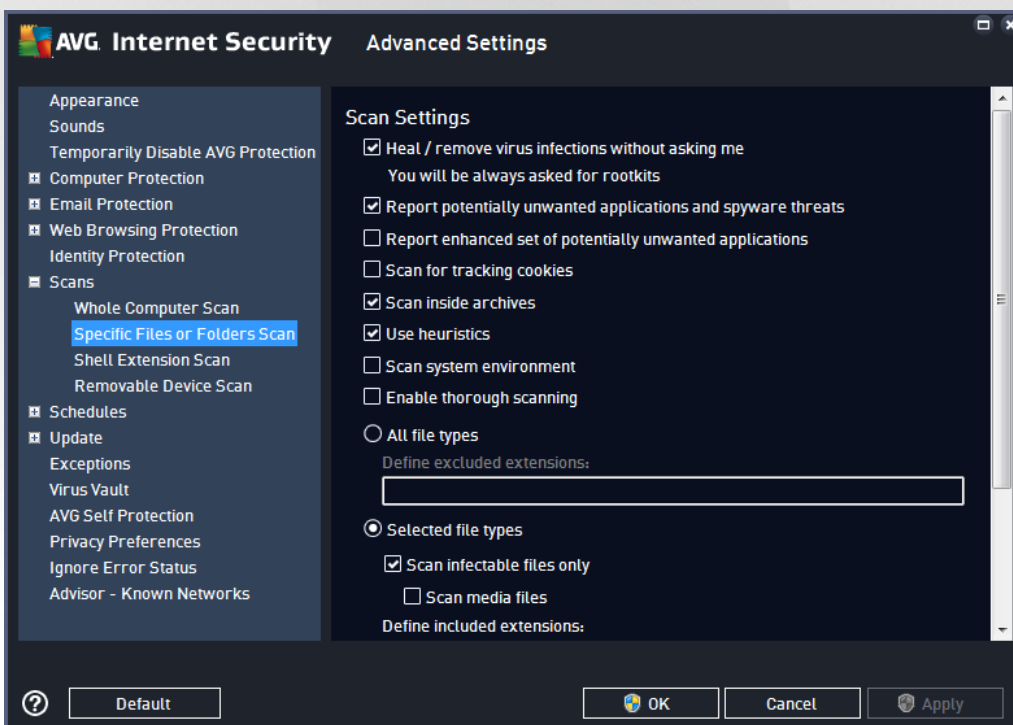 AVG. Internet Security Advanced Settings
Appearance
Sounds
Temporarily Disable AVG Protection
Computer Protection
Email Protection
Web Browsing Protection
Identity Protection
Scans
Whole Computer Scan
Specific Files or Folders Scan
Shell Extension Scan
Removable Device Scan
Schedules
Update
Exceptions
Virus Vault
AVG Self Protection
Privacy Preferences
Ignore Error Status
Advisor - Known Networks
Scan Settings
Heal / remove virus infections without asking me
You will be always asked for rootkits
Report potentially unwanted applications and spyware threats
Report enhanced set of potentially unwanted applications
Scan for tracking cookies
Scan inside archives
Use heuristics
Scan system environment
Enable thorough scanning
All file types
Define excluded extensions:
Selected file types
Scan infectable files only
Scan media files
Define included extensions:
? Default OK Cancel Apply